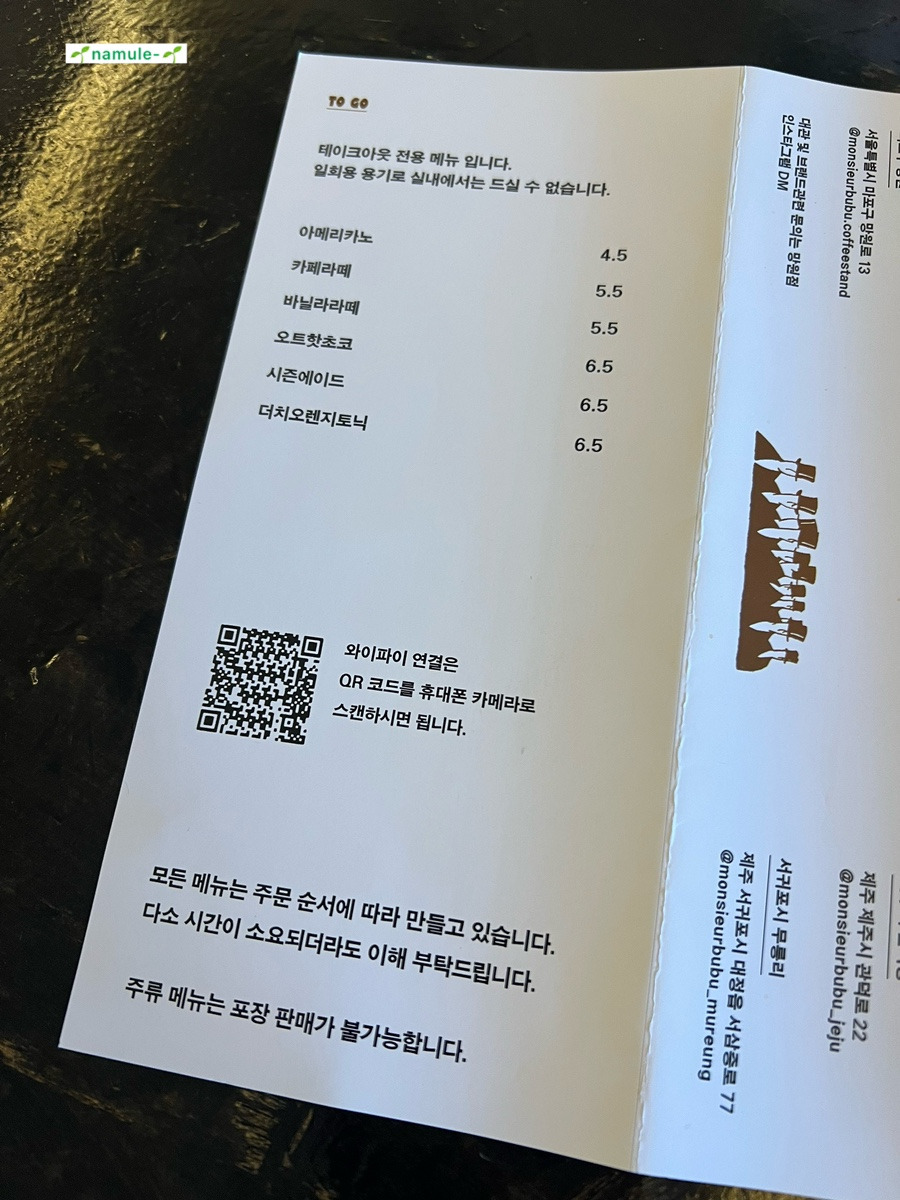 namule-
TO GO
테이크아웃 전용 메뉴 입니다.
일회용 용기로 실내에서는 드실 수 없습니다.
아메리카노 4.5
카페라떼 5.5
바닐라라떼 5.5
오트핫초코 6.5
시즌에이드 6.5
더치오렌지토닉 6.5
와이파이 연결은
QR 코드를 휴대폰 카메라로
스캔하시면 됩니다.
모든 메뉴는 주문 순서에 따라 만들고 있습니다.
다소 시간이 소요되더라도 이해 부탁드립니다.
주류 메뉴는 포장 판매가 불가능합니다.
서울특별시 마포구 망원로 13
@monsieurbubu.coffeestand
대관 및 브랜드관련 문의는 망원점
인스타그램 DM
제주 제주시 관덕로 22
@monsieurbubu_jeju
서귀포시 무릉리
제주 서귀포시 대정읍 서삼종로 77
@monsieurbubu_mureung